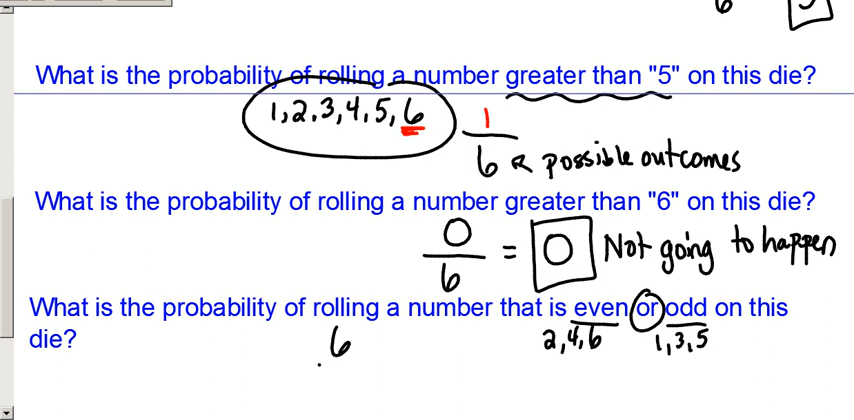 6
What is the probability of rolling a number greater than "5" on this die?
1,2,3,4,5,6
1
6 possible outcomes
What is the probability of rolling a number greater than "6" on this die?
0
6 = 0 Not going to happen
What is the probability of rolling a number that is even or odd on this
die?
6 2,4,6 1,3,5